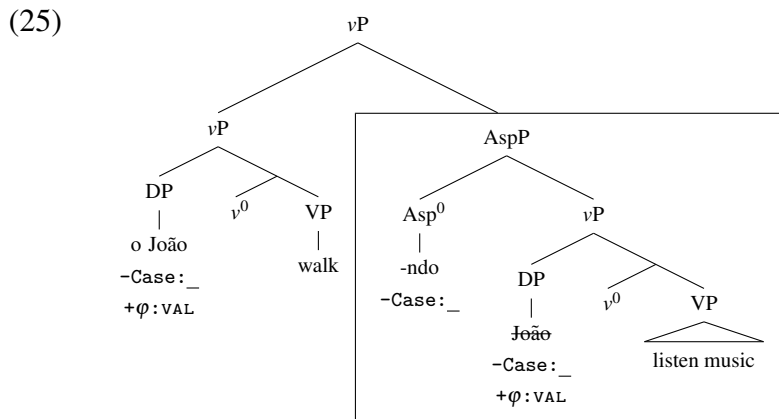 (25)
vP
vP AspP
DP v⁰ VP Asp⁰ vP
o João walk -ndo DP v⁰ VP
-Case:_ -Case:_ João listen music
+φ:VAL -Case:_
+φ:VAL